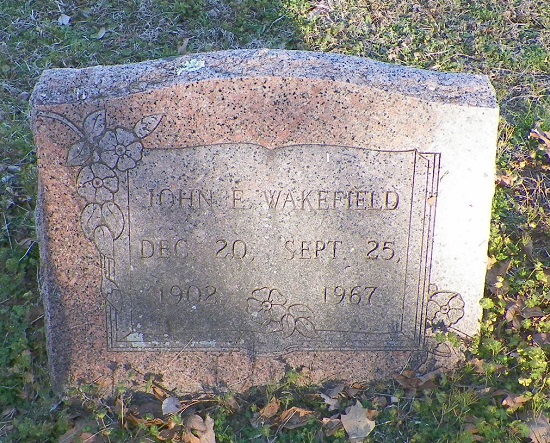 JOHN E. WAKEFIELD
DEC. 20, SEPT. 25,
1902 1967